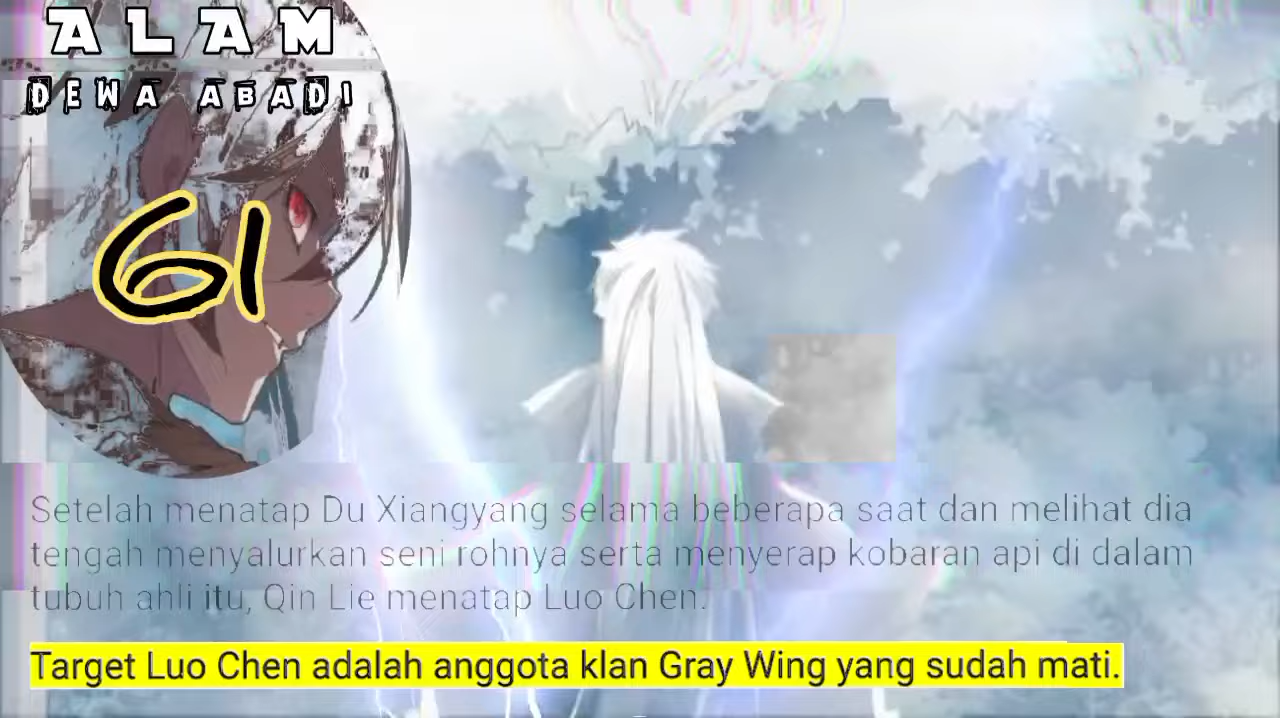 ALAM
DEWA ABADI
61
Setelah menatap Du Xiangyang selama beberapa saat dan melihat dia
tengah menyalurkan seni rohnya serta menyerap kobaran api di dalam
tubuh ahli itu, Qin Lie menatap Luo Chen.
Target Luo Chen adalah anggota klan Gray Wing yang sudah mati.